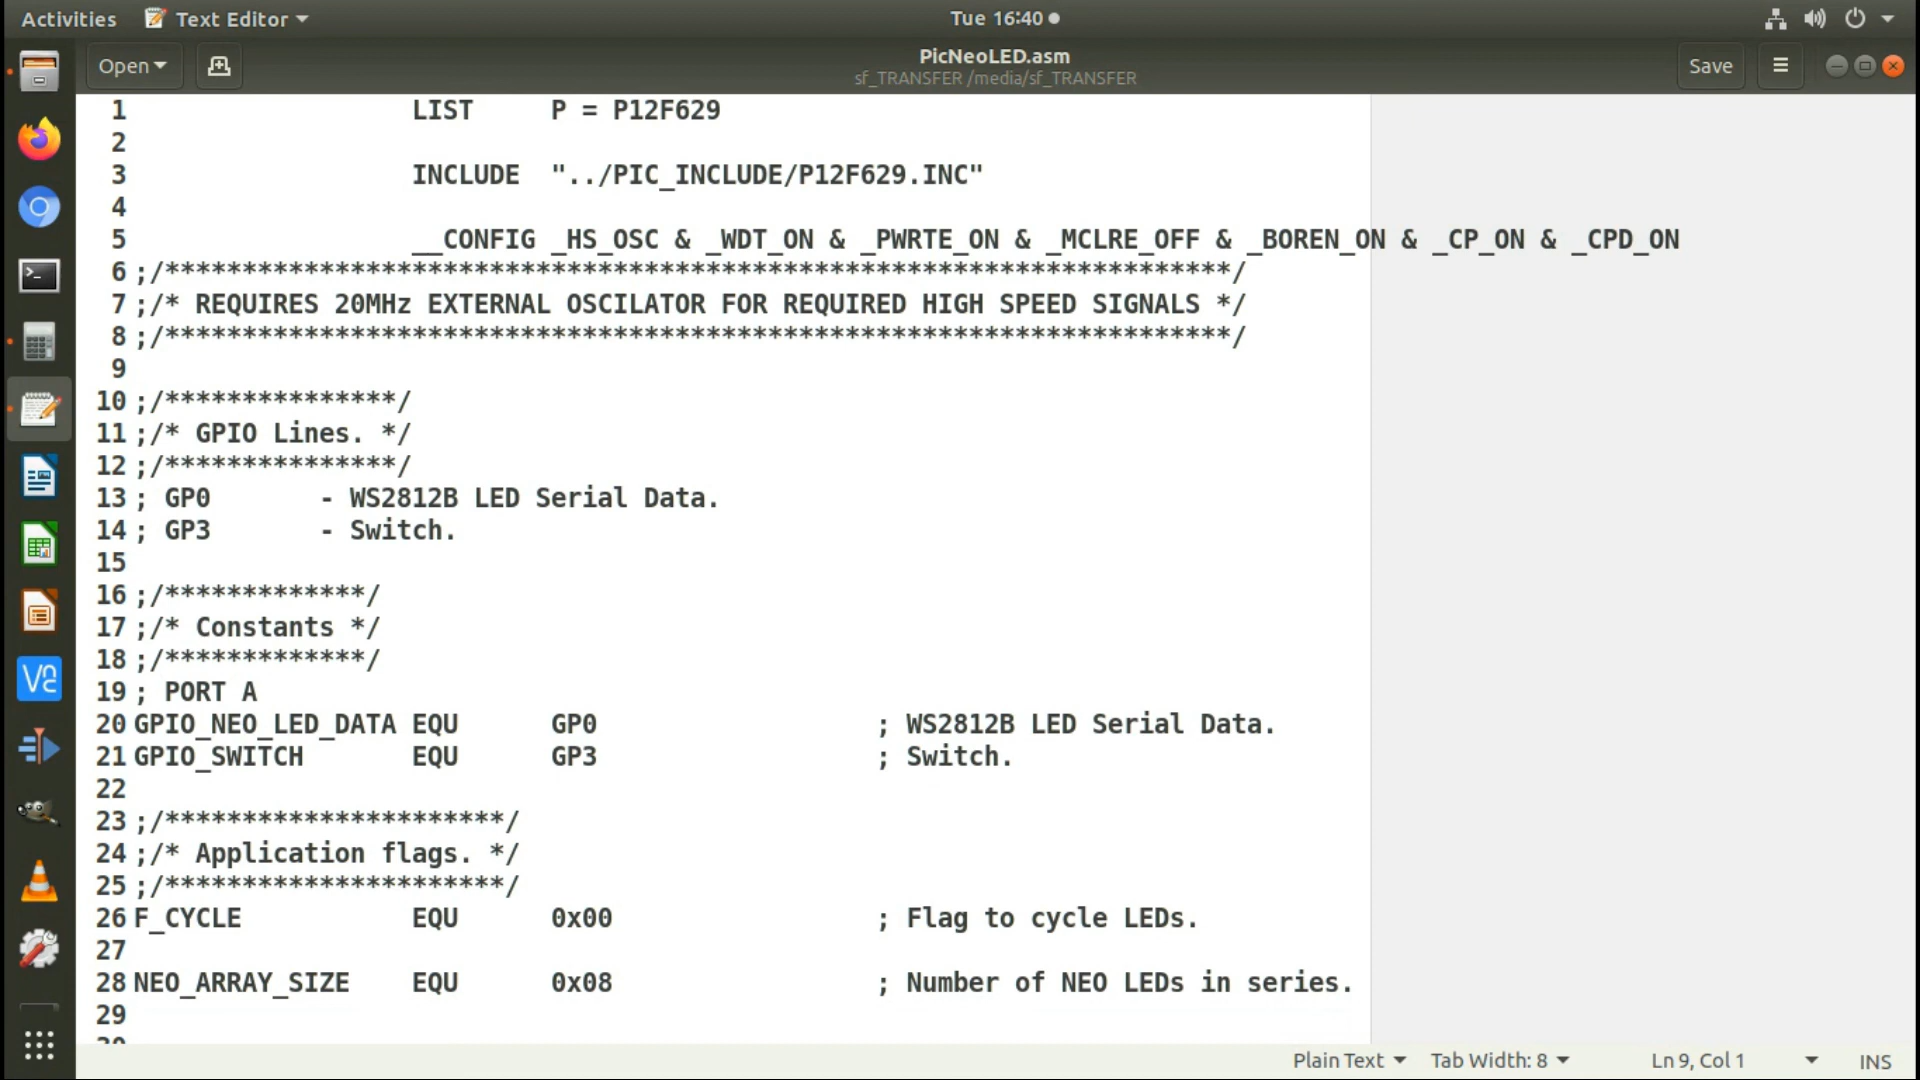 Activities Text Editor Tue 16:40
Open PicNeoLED.asm Save
sf_TRANSFER /media/sf_TRANSFER
1 LIST P = P12F629
2
3 INCLUDE "../PIC_INCLUDE/P12F629.INC"
4
5 __CONFIG _HS_OSC & _WDT_ON & _PWRTE_ON & _MCLRE_OFF & _BOREN_ON & _CP_ON & _CPD_ON
6 ;/*********************************************************************/
7 ;/* REQUIRES 20MHz EXTERNAL OSCILATOR FOR REQUIRED HIGH SPEED SIGNALS */
8 ;/*********************************************************************/
9
10 ;/***************/
11 ;/* GPIO Lines. */
12 ;/***************/
13 ; GP0 - WS2812B LED Serial Data.
14 ; GP3 - Switch.
15
16 ;/*************/
17 ;/* Constants */
18 ;/*************/
19 ; PORT A
20 GPIO_NEO_LED_DATA EQU GP0 ; WS2812B LED Serial Data.
21 GPIO_SWITCH EQU GP3 ; Switch.
22
23 ;/**********************/
24 ;/* Application flags. */
25 ;/**********************/
26 F_CYCLE EQU 0x00 ; Flag to cycle LEDs.
27
28 NEO_ARRAY_SIZE EQU 0x08 ; Number of NEO LEDs in series.
29
Plain Text Tab Width: 8 Ln 9, Col 1 INS